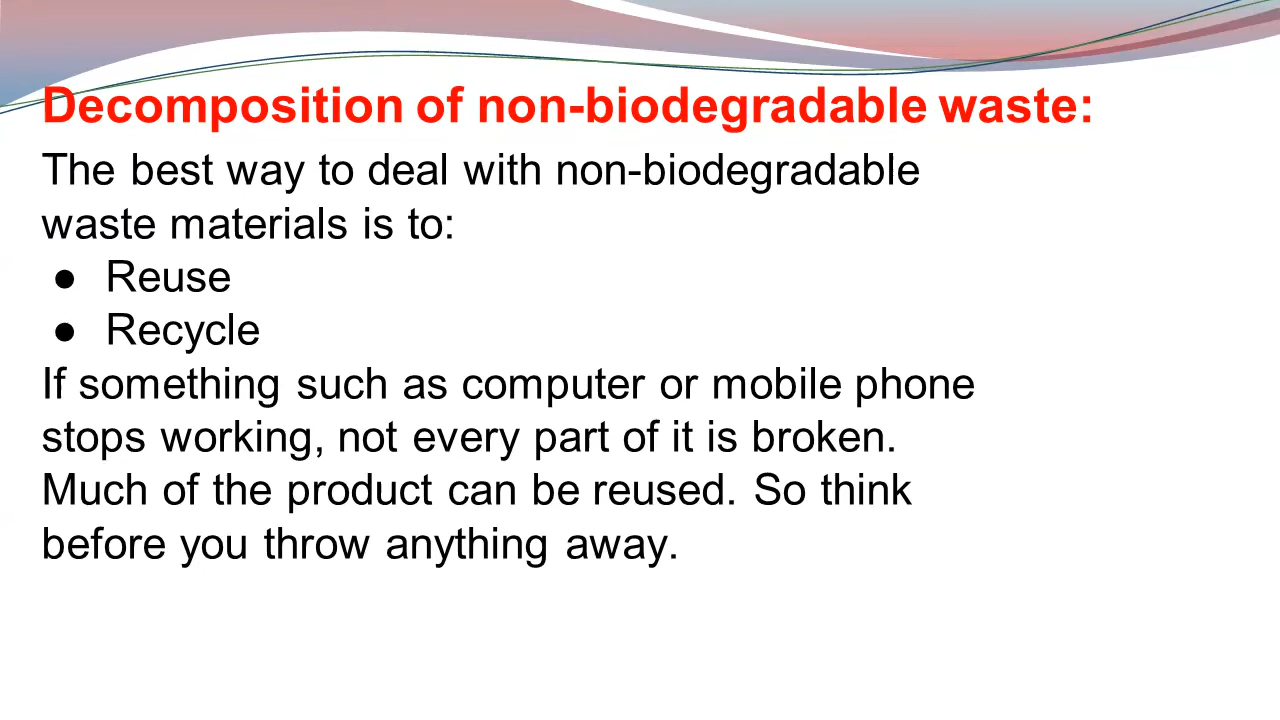 Decomposition of non-biodegradable waste:
The best way to deal with non-biodegradable
waste materials is to:
● Reuse
● Recycle
If something such as computer or mobile phone
stops working, not every part of it is broken.
Much of the product can be reused. So think
before you throw anything away.